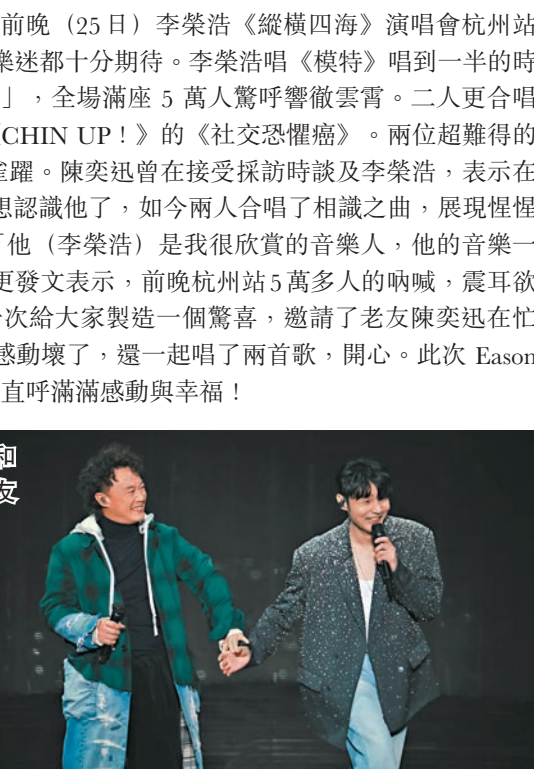 前晚（25日）李榮浩《縱橫四海》演唱會杭州站
樂迷都十分期待。李榮浩唱《模特》唱到一半的時
」，全場滿座 5 萬人驚呼響徹雲霄。二人更合唱
CHIN UP！》的《社交恐懼癌》。兩位超難得的
雀躍。陳奕迅曾在接受採訪時談及李榮浩，表示在
想認識他了，如今兩人合唱了相識之曲，展現惺惺
「他（李榮浩）是我很欣賞的音樂人，他的音樂一
更發文表示，前晚杭州站5萬多人的吶喊，震耳欲
次給大家製造一個驚喜，邀請了老友陳奕迅在忙
感動壞了，還一起唱了兩首歌，開心。此次 Eason
直呼滿滿感動與幸福！
和
友